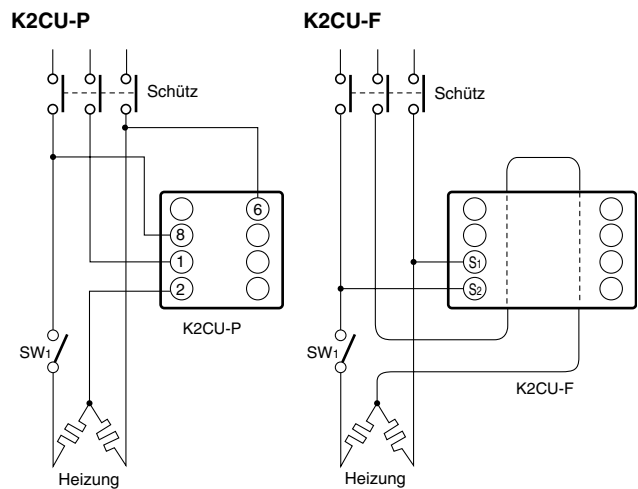 K2CU-P
K2CU-F
Schütz
Schütz
6
8
1
2
S1
S2
K2CU-P
SW1
SW1
K2CU-F
Heizung
Heizung